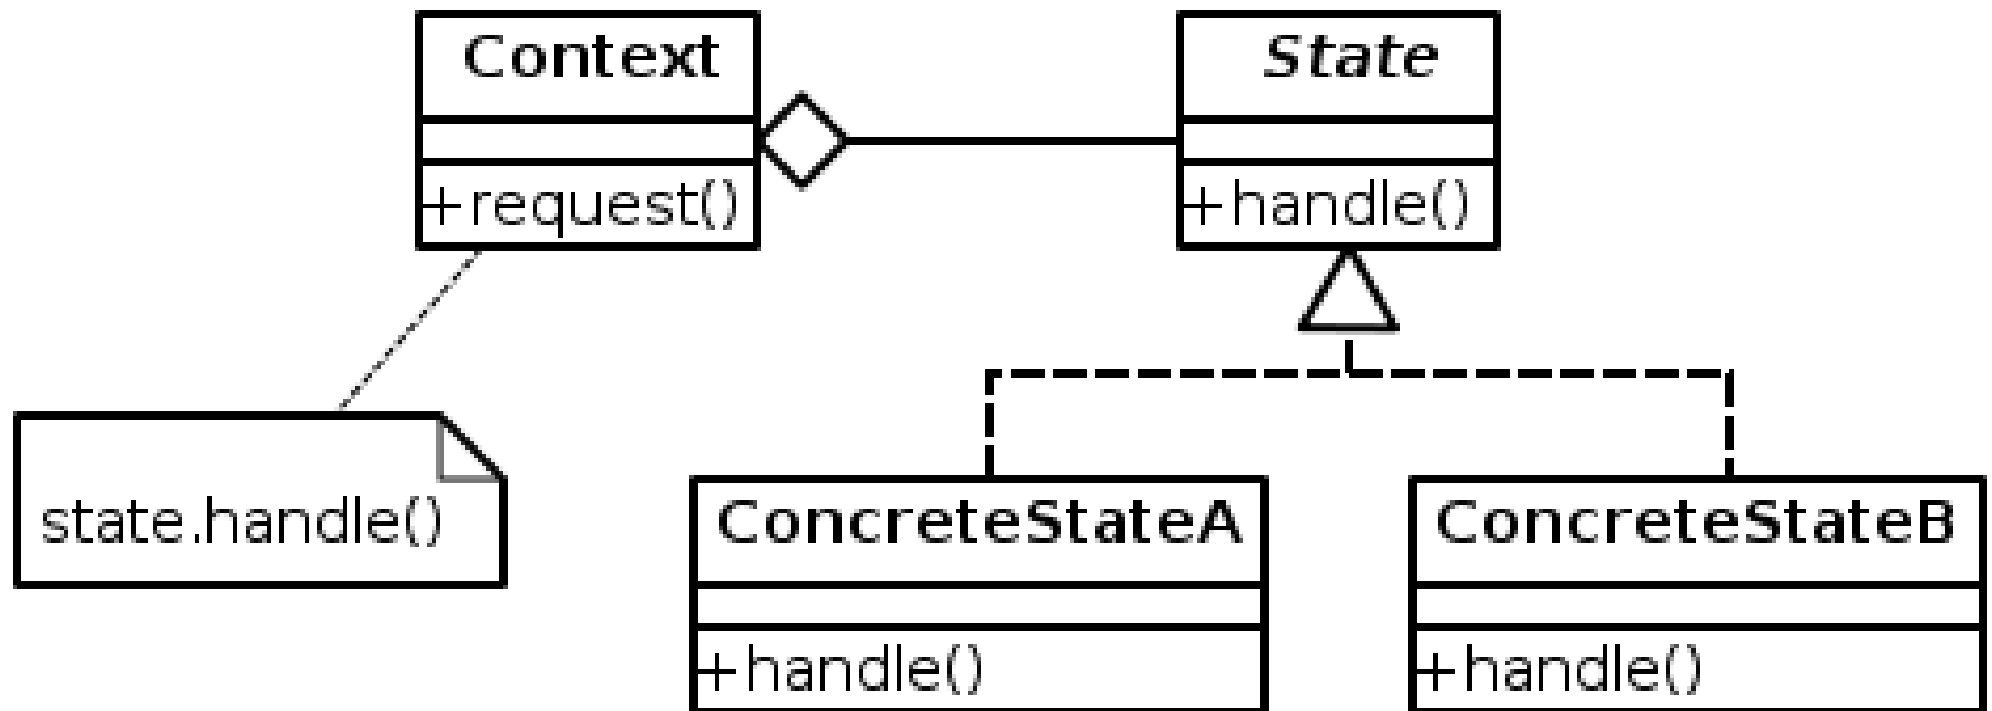 Context
+request()
State
+handle()
state.handle()
ConcreteStateA
+handle()
ConcreteStateB
+handle()